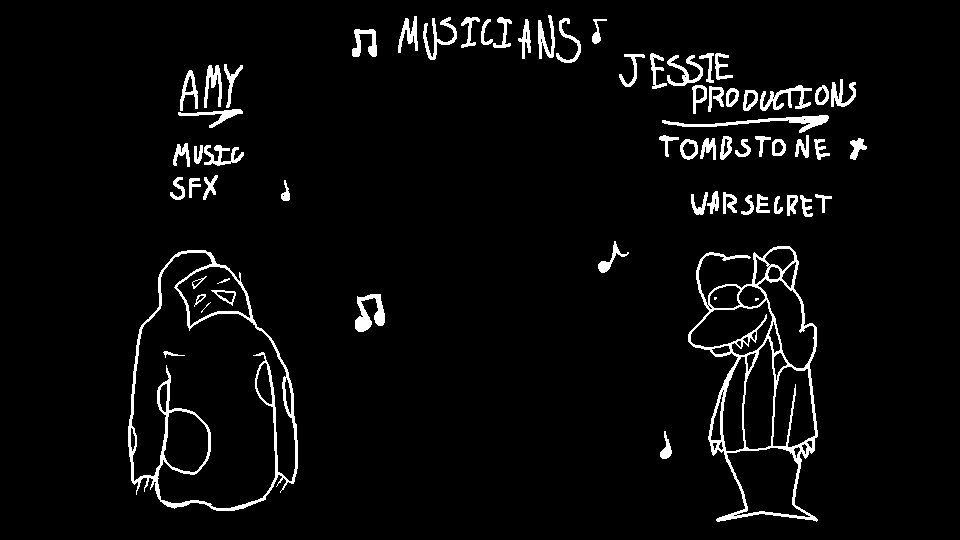 ♫ MUSICIANS ♪
AMY
MUSIC
SFX
JESSIE
PRODUCTIONS
TOMBSTONE *
WARSECRET